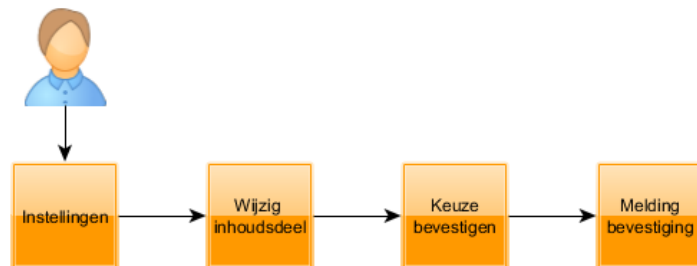 Instellingen
Wijzig
inhoudsdeel
Keuze
bevestigen
Melding
bevestiging